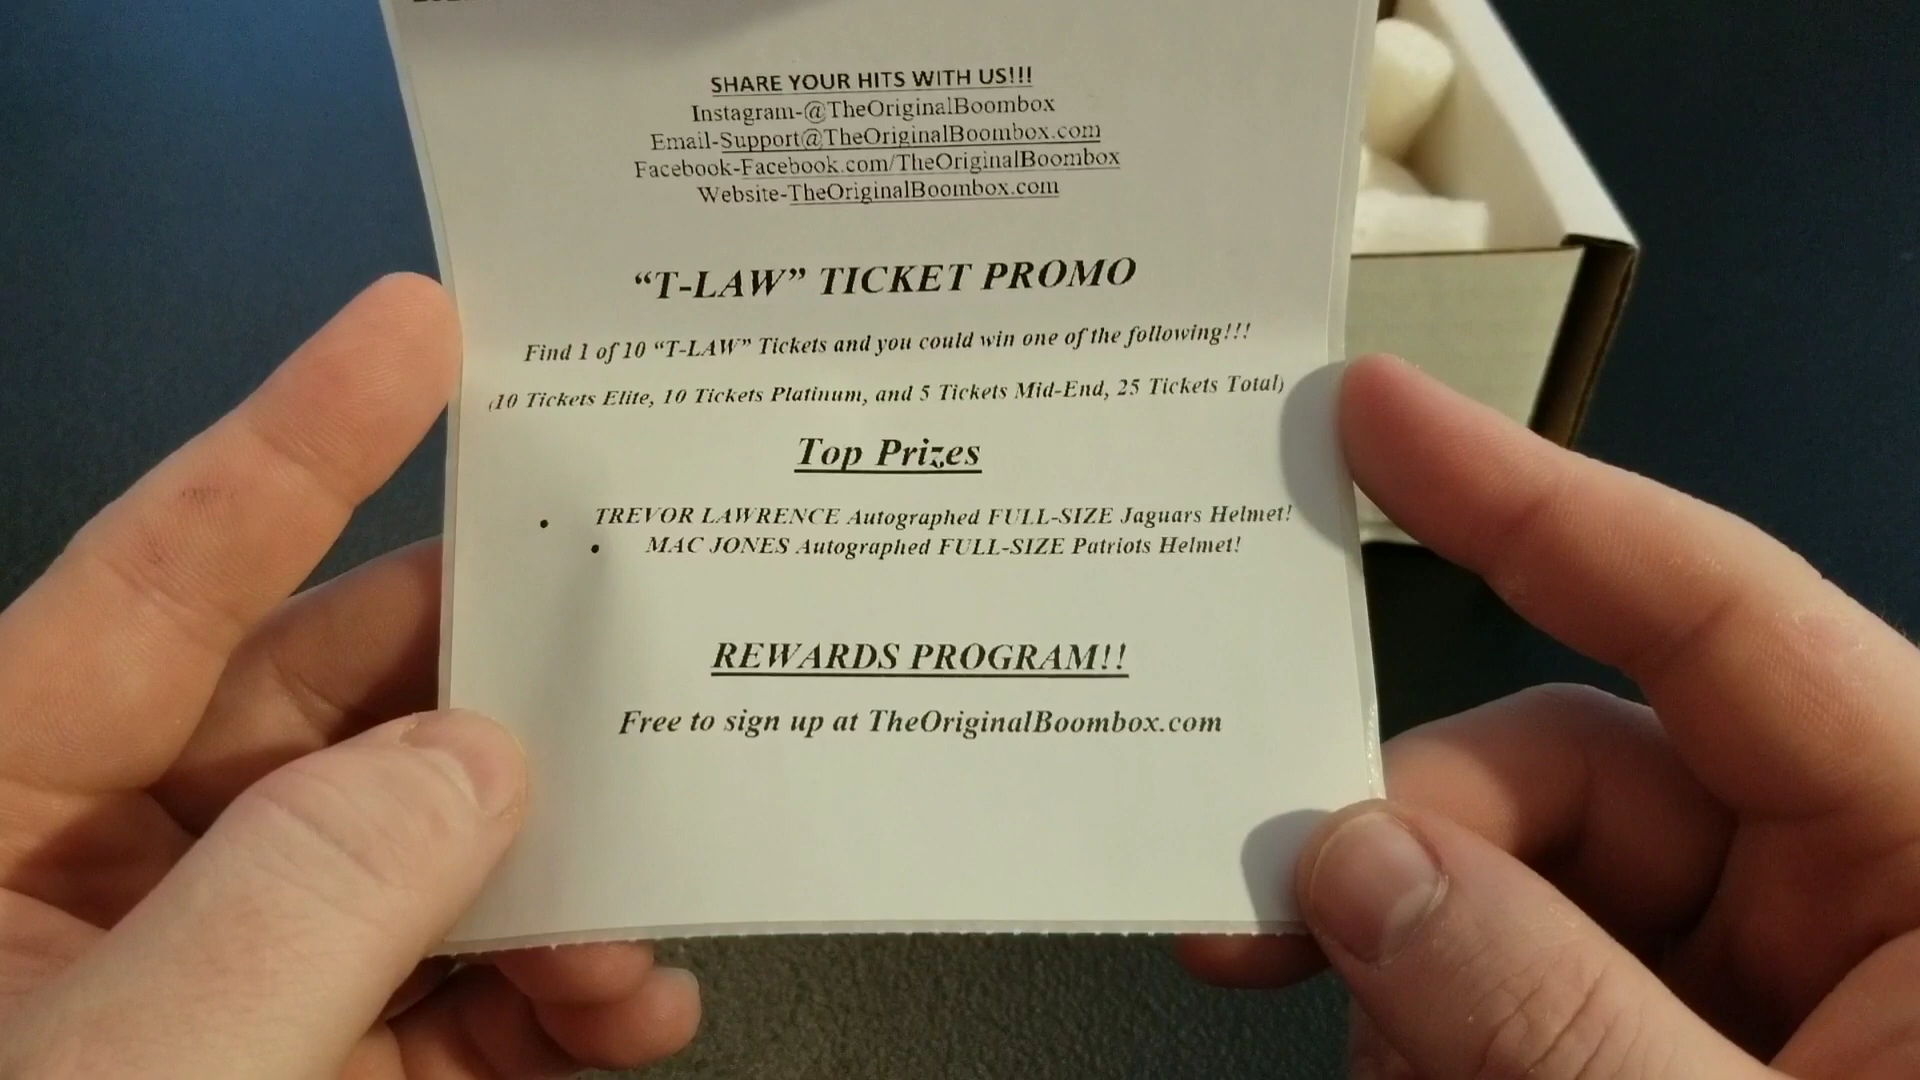 SHARE YOUR HITS WITH US!!!
Instagram-@TheOriginalBoombox
Email-Support@TheOriginalBoombox.com
Facebook-Facebook.com/TheOriginalBoombox
Website-TheOriginalBoombox.com
“T-LAW” TICKET PROMO
Find 1 of 10 “T-LAW” Tickets and you could win one of the following!!!
(10 Tickets Elite, 10 Tickets Platinum, and 5 Tickets Mid-End, 25 Tickets Total)
Top Prizes
• TREVOR LAWRENCE Autographed FULL-SIZE Jaguars Helmet!
• MAC JONES Autographed FULL-SIZE Patriots Helmet!
REWARDS PROGRAM!!
Free to sign up at TheOriginalBoombox.com